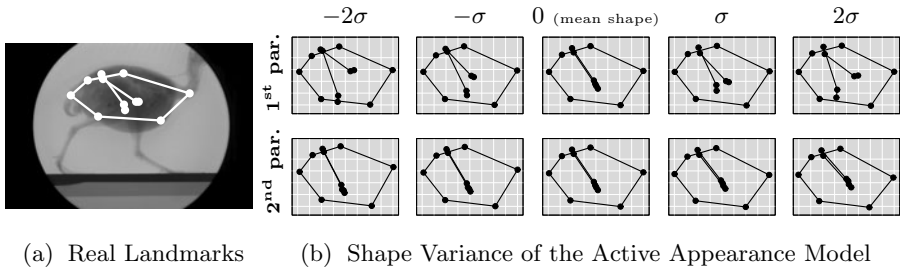 −2σ −σ 0 (mean shape) σ 2σ
1st par.
2nd par.
(a) Real Landmarks
(b) Shape Variance of the Active Appearance Model